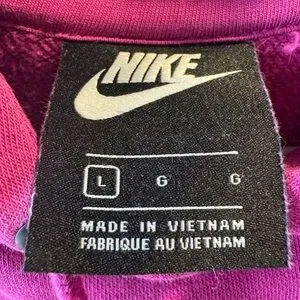 NIKE
L G G
MADE IN VIETNAM
FABRIQUE AU VIETNAM